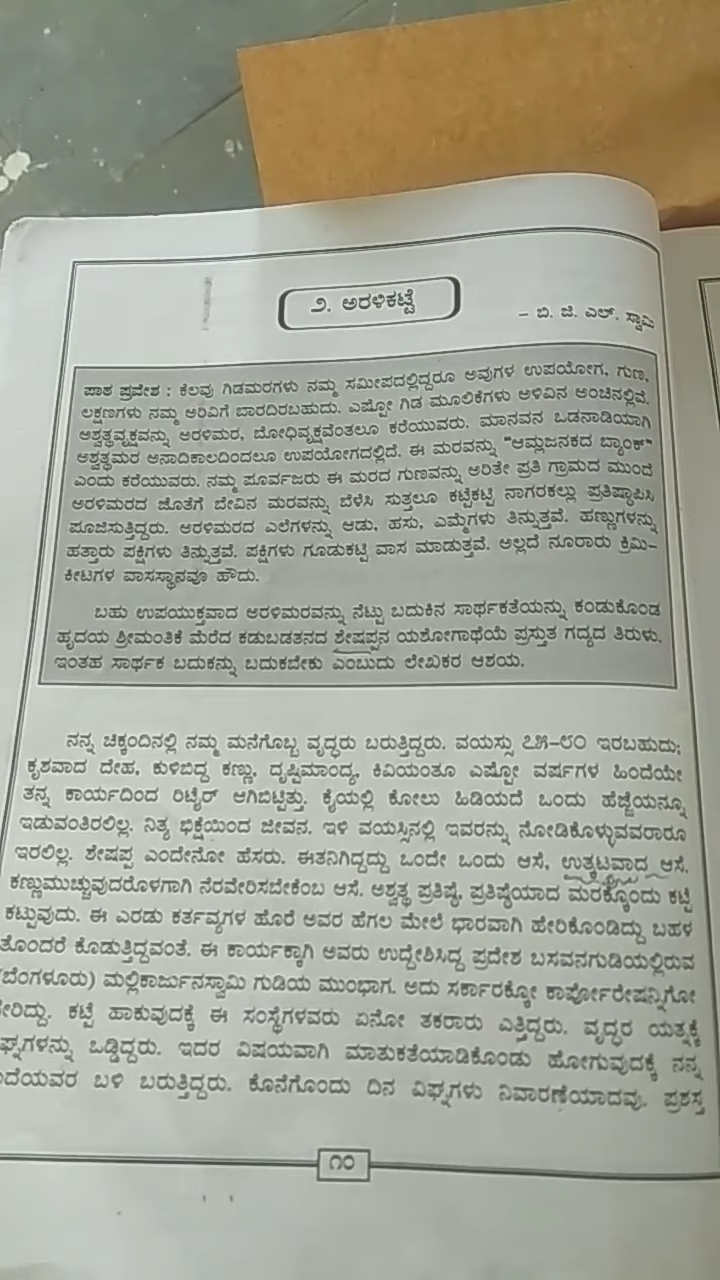 ೨. ಅರಳಿಕಟ್ಟೆ
– ಬಿ. ಜಿ. ಎಲ್. ಸ್ವಾಮಿ
ಪಾಠ ಪ್ರವೇಶ : ಕೆಲವು ಗಿಡಮರಗಳು ನಮ್ಮ ಸಮೀಪದಲ್ಲಿದ್ದರೂ ಅವುಗಳ ಉಪಯೋಗ, ಗುಣ,
ಲಕ್ಷಣಗಳು ನಮ್ಮ ಅರಿವಿಗೆ ಬಾರದಿರಬಹುದು. ಎಷ್ಟೋ ಗಿಡ ಮೂಲಿಕೆಗಳು ಅಳಿವಿನ ಅಂಚಿನಲ್ಲಿವೆ.
ಅಶ್ವತ್ಥವೃಕ್ಷವನ್ನು ಅರಳಿಮರ, ಬೋಧಿವೃಕ್ಷವೆಂತಲೂ ಕರೆಯುವರು. ಮಾನವನ ಒಡನಾಡಿಯಾಗಿ
ಅಶ್ವತ್ಥಮರ ಅನಾದಿಕಾಲದಿಂದಲೂ ಉಪಯೋಗದಲ್ಲಿದೆ. ಈ ಮರವನ್ನು "ಆಮ್ಲಜನಕದ ಬ್ಯಾಂಕ್"
ಎಂದು ಕರೆಯುವರು. ನಮ್ಮ ಪೂರ್ವಜರು ಈ ಮರದ ಗುಣವನ್ನು ಅರಿತೇ ಪ್ರತಿ ಗ್ರಾಮದ ಮುಂದೆ
ಅರಳಿಮರದ ಜೊತೆಗೆ ಬೇವಿನ ಮರವನ್ನು ಬೆಳೆಸಿ ಸುತ್ತಲೂ ಕಟ್ಟೆಕಟ್ಟಿ ನಾಗರಕಲ್ಲು ಪ್ರತಿಷ್ಠಾಪಿಸಿ
ಪೂಜಿಸುತ್ತಿದ್ದರು. ಅರಳಿಮರದ ಎಲೆಗಳನ್ನು ಆಡು, ಹಸು, ಎಮ್ಮೆಗಳು ತಿನ್ನುತ್ತವೆ. ಹಣ್ಣುಗಳನ್ನು
ಹತ್ತಾರು ಪಕ್ಷಿಗಳು ತಿನ್ನುತ್ತವೆ. ಪಕ್ಷಿಗಳು ಗೂಡುಕಟ್ಟಿ ವಾಸ ಮಾಡುತ್ತವೆ. ಅಲ್ಲದೆ ನೂರಾರು ಕ್ರಿಮಿ–
ಕೀಟಗಳ ವಾಸಸ್ಥಾನವೂ ಹೌದು.
ಬಹು ಉಪಯುಕ್ತವಾದ ಅರಳಿಮರವನ್ನು ನೆಟ್ಟು ಬದುಕಿನ ಸಾರ್ಥಕತೆಯನ್ನು ಕಂಡುಕೊಂಡ
ಹೃದಯ ಶ್ರೀಮಂತಿಕೆ ಮೆರೆದ ಕಡುಬಡತನದ ಶೇಷಪ್ಪನ ಯಶೋಗಾಥೆಯೆ ಪ್ರಸ್ತುತ ಗದ್ಯದ ತಿರುಳು.
ಇಂತಹ ಸಾರ್ಥಕ ಬದುಕನ್ನು ಬದುಕಬೇಕು ಎಂಬುದು ಲೇಖಕರ ಆಶಯ.
ನನ್ನ ಚಿಕ್ಕಂದಿನಲ್ಲಿ ನಮ್ಮ ಮನೆಗೊಬ್ಬ ವೃದ್ಧರು ಬರುತ್ತಿದ್ದರು. ವಯಸ್ಸು ೭೫–೮೦ ಇರಬಹುದು;
ಕೃಶವಾದ ದೇಹ, ಕುಳಿಬಿದ್ದ ಕಣ್ಣು, ದೃಷ್ಟಿಮಾಂದ್ಯ, ಕಿವಿಯಂತೂ ಎಷ್ಟೋ ವರ್ಷಗಳ ಹಿಂದೆಯೇ
ತನ್ನ ಕಾರ್ಯದಿಂದ ರಿಟೈರ್ ಆಗಿಬಿಟ್ಟಿತ್ತು. ಕೈಯಲ್ಲಿ ಕೋಲು ಹಿಡಿಯದೆ ಒಂದು ಹೆಜ್ಜೆಯನ್ನೂ
ಇಡುವಂತಿರಲಿಲ್ಲ. ನಿತ್ಯ ಭಿಕ್ಷೆಯಿಂದ ಜೀವನ. ಇಳಿ ವಯಸ್ಸಿನಲ್ಲಿ ಇವರನ್ನು ನೋಡಿಕೊಳ್ಳುವವರಾರೂ
ಇರಲಿಲ್ಲ. ಶೇಷಪ್ಪ ಎಂದೇನೋ ಹೆಸರು. ಈತನಿಗಿದ್ದದ್ದು ಒಂದೇ ಒಂದು ಆಸೆ, ಉತ್ಕಟವಾದ ಆಸೆ.
ಕಣ್ಣುಮುಚ್ಚುವುದರೊಳಗಾಗಿ ನೆರವೇರಿಸಬೇಕೆಂಬ ಆಸೆ. ಅಶ್ವತ್ಥ ಪ್ರತಿಷ್ಠೆ, ಪ್ರತಿಷ್ಠೆಯಾದ ಮರಕ್ಕೊಂದು ಕಟ್ಟೆ
ಕಟ್ಟುವುದು. ಈ ಎರಡು ಕರ್ತವ್ಯಗಳ ಹೊರೆ ಅವರ ಹೆಗಲ ಮೇಲೆ ಭಾರವಾಗಿ ಹೇರಿಕೊಂಡಿದ್ದು ಬಹಳ
ತೊಂದರೆ ಕೊಡುತ್ತಿದ್ದವಂತೆ. ಈ ಕಾರ್ಯಕ್ಕಾಗಿ ಅವರು ಉದ್ದೇಶಿಸಿದ್ದ ಪ್ರದೇಶ ಬಸವನಗುಡಿಯಲ್ಲಿರುವ
(ಬೆಂಗಳೂರು) ಮಲ್ಲಿಕಾರ್ಜುನಸ್ವಾಮಿ ಗುಡಿಯ ಮುಂಭಾಗ. ಅದು ಸರ್ಕಾರಕ್ಕೋ ಕಾರ್ಪೋರೇಷನ್ನಿಗೋ
ೇರಿದ್ದು. ಕಟ್ಟೆ ಹಾಕುವುದಕ್ಕೆ ಈ ಸಂಸ್ಥೆಗಳವರು ಏನೋ ತಕರಾರು ಎತ್ತಿದ್ದರು. ವೃದ್ಧರ ಯತ್ನಕ್ಕೆ
ಘ್ನಗಳನ್ನು ಒಡ್ಡಿದ್ದರು. ಇದರ ವಿಷಯವಾಗಿ ಮಾತುಕತೆಯಾಡಿಕೊಂಡು ಹೋಗುವುದಕ್ಕೆ ನನ್ನ
ದೆಯವರ ಬಳಿ ಬರುತ್ತಿದ್ದರು. ಕೊನೆಗೊಂದು ದಿನ ವಿಘ್ನಗಳು ನಿವಾರಣೆಯಾದವು. ಪ್ರಶಸ್ತ
೧೦